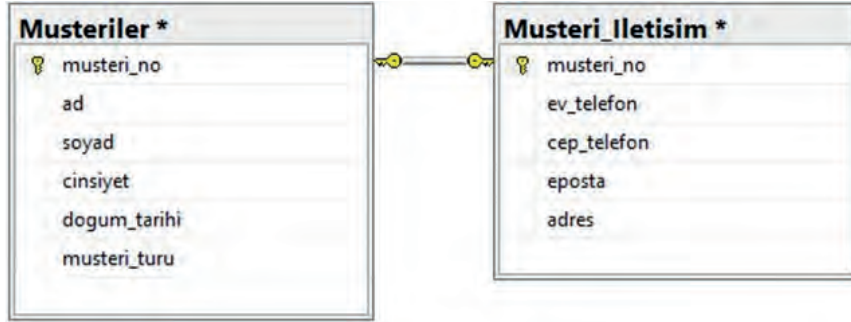 Musteriler *
musteri_no
ad
soyad
cinsiyet
dogum_tarihi
musteri_turu
Musteri_Iletisim *
musteri_no
ev_telefon
cep_telefon
eposta
adres